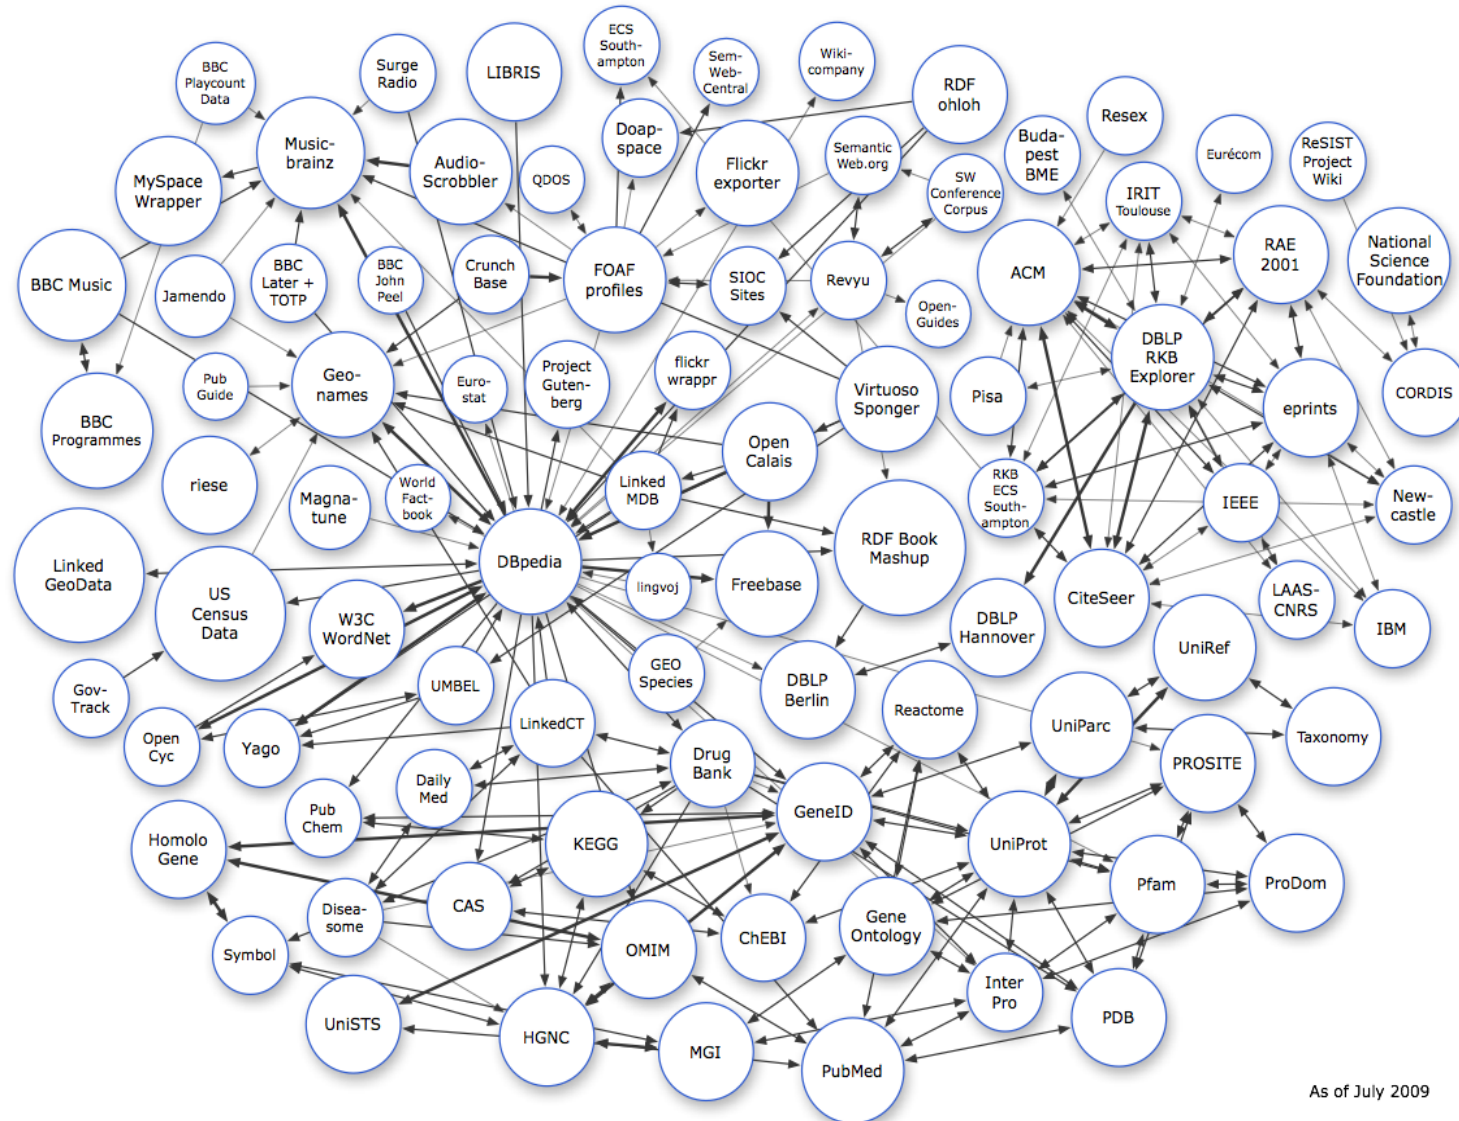 BBC
Playcount
Data
Surge
Radio
LIBRIS
ECS
South-
ampton
Sem-
Web-
Central
Wiki-
company
RDF
ohloh
Resex
Buda-
pest
BME
Eurécom
ReSIST
Project
Wiki
Music-
brainz
MySpace
Wrapper
Audio-
Scrobbler
QDOS
Doap-
space
Flickr
exporter
Semantic
Web.org
SW
Conference
Corpus
IRIT
Toulouse
RAE
2001
National
Science
Foundation
BBC Music
Jamendo
BBC
Later +
TOTP
BBC
John
Peel
Crunch
Base
FOAF
profiles
SIOC
Sites
Revyu
Open-
Guides
ACM
DBLP
RKB
Explorer
BBC
Programmes
Pub
Guide
Geo-
names
Euro-
stat
Project
Guten-
berg
flickr
wrappr
Virtuoso
Sponger
Pisa
eprints
CORDIS
riese
Magna-
tune
World
Fact-
book
Linked
MDB
Open
Calais
RKB
ECS
South-
ampton
IEEE
New-
castle
Linked
GeoData
US
Census
Data
W3C
WordNet
DBpedia
lingvoj
Freebase
RDF Book
Mashup
DBLP
Hannover
CiteSeer
LAAS-
CNRS
IBM
Gov-
Track
Open
Cyc
Yago
UMBEL
LinkedCT
GEO
Species
DBLP
Berlin
Reactome
UniParc
UniRef
Taxonomy
PROSITE
Daily
Med
Drug
Bank
Pub
Chem
Homolo
Gene
KEGG
GeneID
UniProt
Pfam
ProDom
Disea-
some
CAS
Symbol
OMIM
ChEBI
Gene
Ontology
Inter
Pro
UniSTS
HGNC
MGI
PubMed
PDB
As of July 2009